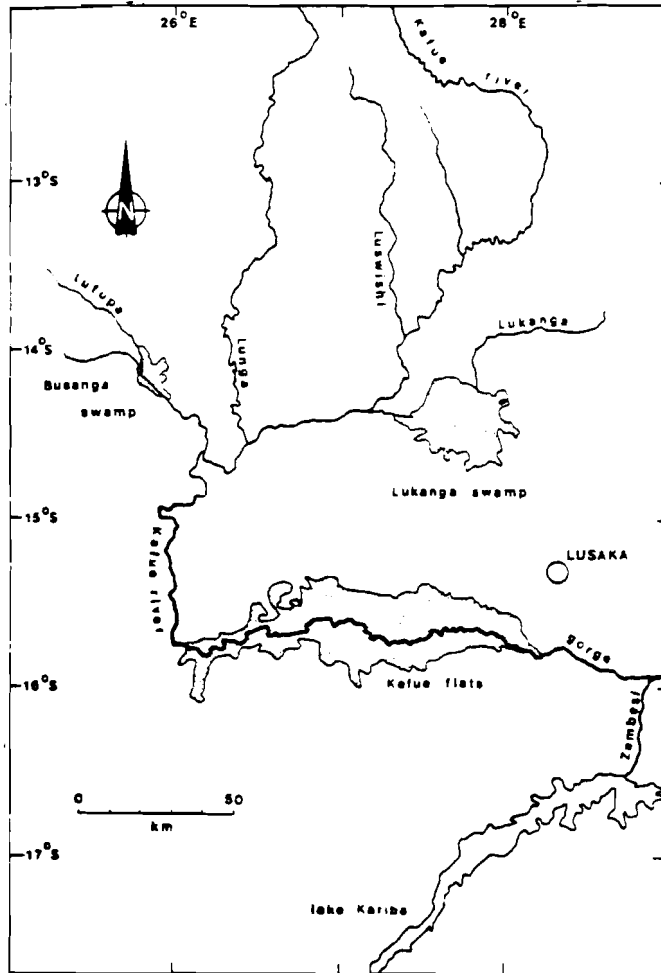 26°E
28°E
Kafue
river
13°S
N
Luswishi
Lufupa
Lukanga
14°S
Lunga
Busanga
swamp
Lukanga swamp
15°S
Kafue river
LUSAKA
gorge
16°S
Kafue flats
Zambesi
0 50
km
17°S
lake Kariba